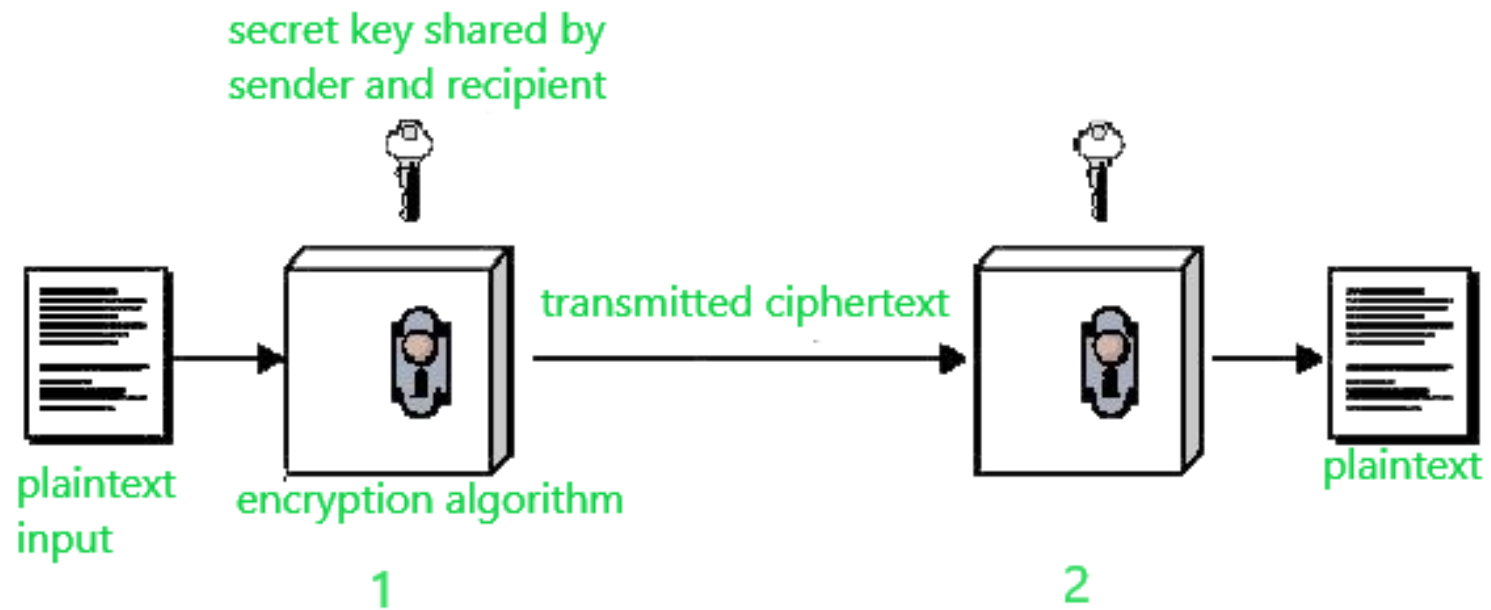 secret key shared by
sender and recipient
transmitted ciphertext
plaintext
input
encryption algorithm
plaintext
1
2